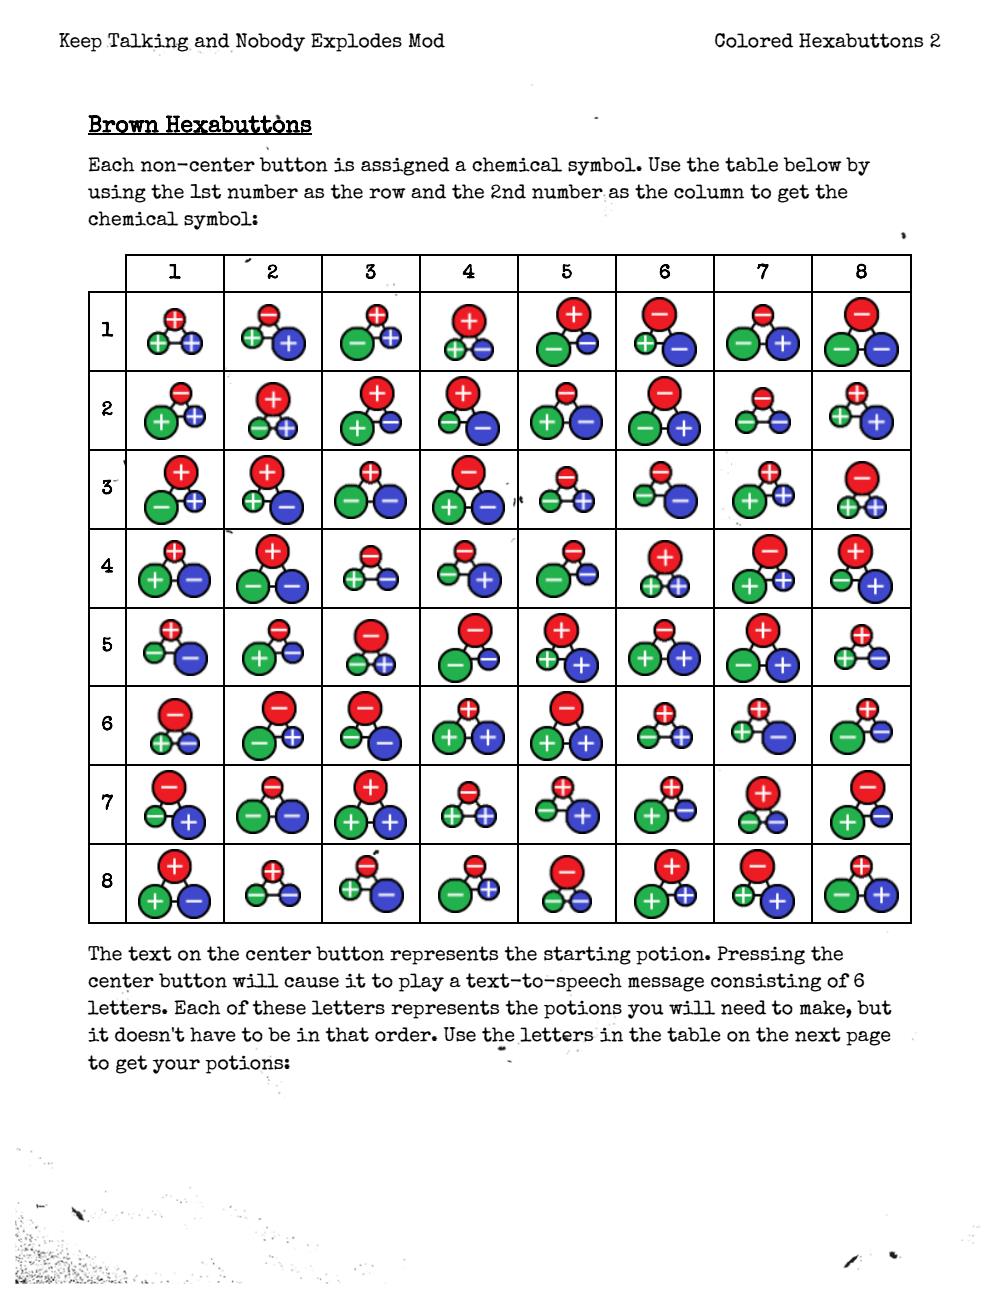 Keep Talking and Nobody Explodes Mod
Colored Hexabuttons 2
Brown Hexabuttons
Each non-center button is assigned a chemical symbol. Use the table below by
using the 1st number as the row and the 2nd number as the column to get the
chemical symbol:
1 2 3 4 5 6 7 8
1
2
3
4
5
6
7
8
The text on the center button represents the starting potion. Pressing the
center button will cause it to play a text-to-speech message consisting of 6
letters. Each of these letters represents the potions you will need to make, but
it doesn't have to be in that order. Use the letters in the table on the next page
to get your potions: